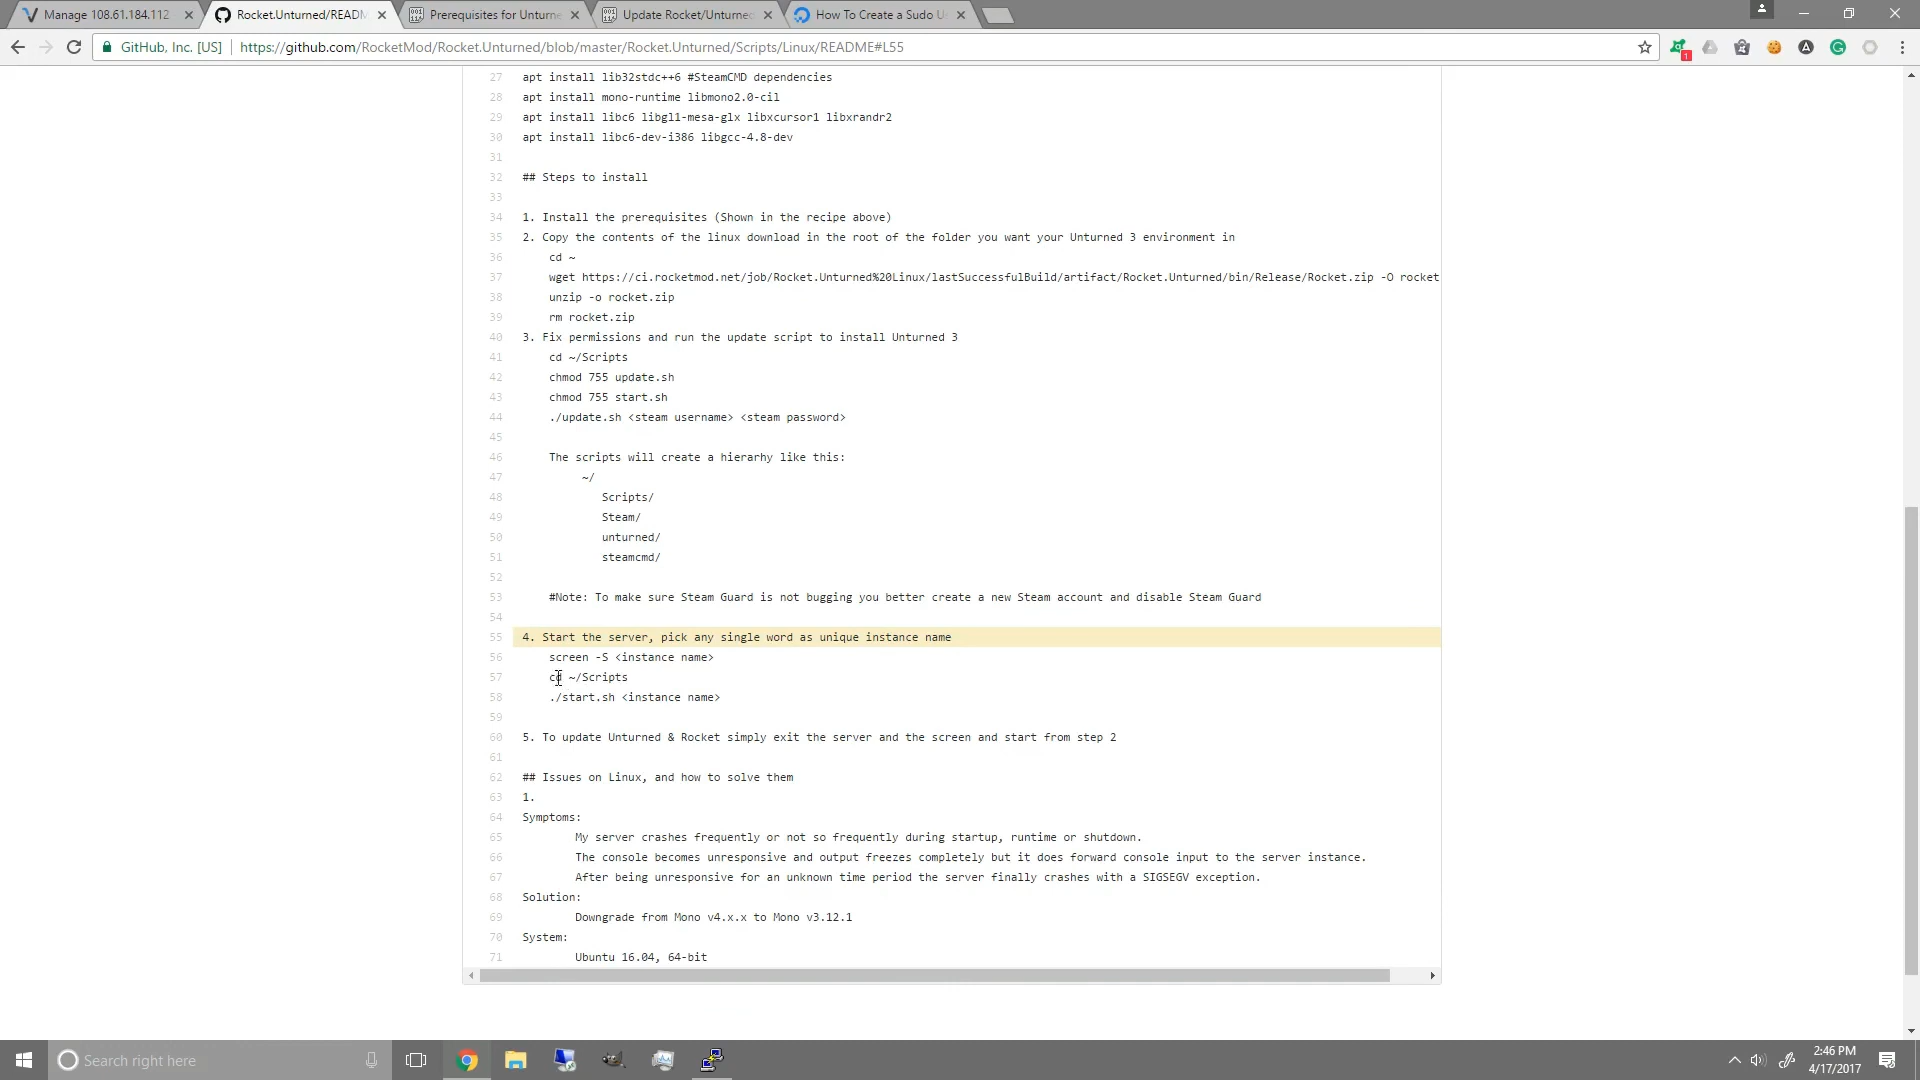 Manage 108.61.184.112
Rocket.Unturned/READM
Prerequisites for Unturne
Update Rocket/Unturned
How To Create a Sudo U
GitHub, Inc. [US]
https://github.com/RocketMod/Rocket.Unturned/blob/master/Rocket.Unturned/Scripts/Linux/README#L55
27 apt install lib32stdc++6 #SteamCMD dependencies
28 apt install mono-runtime libmono2.0-cil
29 apt install libc6 libgl1-mesa-glx libxcursor1 libxrandr2
30 apt install libc6-dev-i386 libgcc-4.8-dev
31
32 ## Steps to install
33
34 1. Install the prerequisites (Shown in the recipe above)
35 2. Copy the contents of the linux download in the root of the folder you want your Unturned 3 environment in
36 cd ~
37 wget https://ci.rocketmod.net/job/Rocket.Unturned%20Linux/lastSuccessfulBuild/artifact/Rocket.Unturned/bin/Release/Rocket.zip -O rocket
38 unzip -o rocket.zip
39 rm rocket.zip
40 3. Fix permissions and run the update script to install Unturned 3
41 cd ~/Scripts
42 chmod 755 update.sh
43 chmod 755 start.sh
44 ./update.sh <steam username> <steam password>
45
46 The scripts will create a hierarhy like this:
47 ~/
48 Scripts/
49 Steam/
50 unturned/
51 steamcmd/
52
53 #Note: To make sure Steam Guard is not bugging you better create a new Steam account and disable Steam Guard
54
55 4. Start the server, pick any single word as unique instance name
56 screen -S <instance name>
57 cd ~/Scripts
58 ./start.sh <instance name>
59
60 5. To update Unturned & Rocket simply exit the server and the screen and start from step 2
61
62 ## Issues on Linux, and how to solve them
63 1.
64 Symptoms:
65 My server crashes frequently or not so frequently during startup, runtime or shutdown.
66 The console becomes unresponsive and output freezes completely but it does forward console input to the server instance.
67 After being unresponsive for an unknown time period the server finally crashes with a SIGSEGV exception.
68 Solution:
69 Downgrade from Mono v4.x.x to Mono v3.12.1
70 System:
71 Ubuntu 16.04, 64-bit
Search right here
2:46 PM
4/17/2017